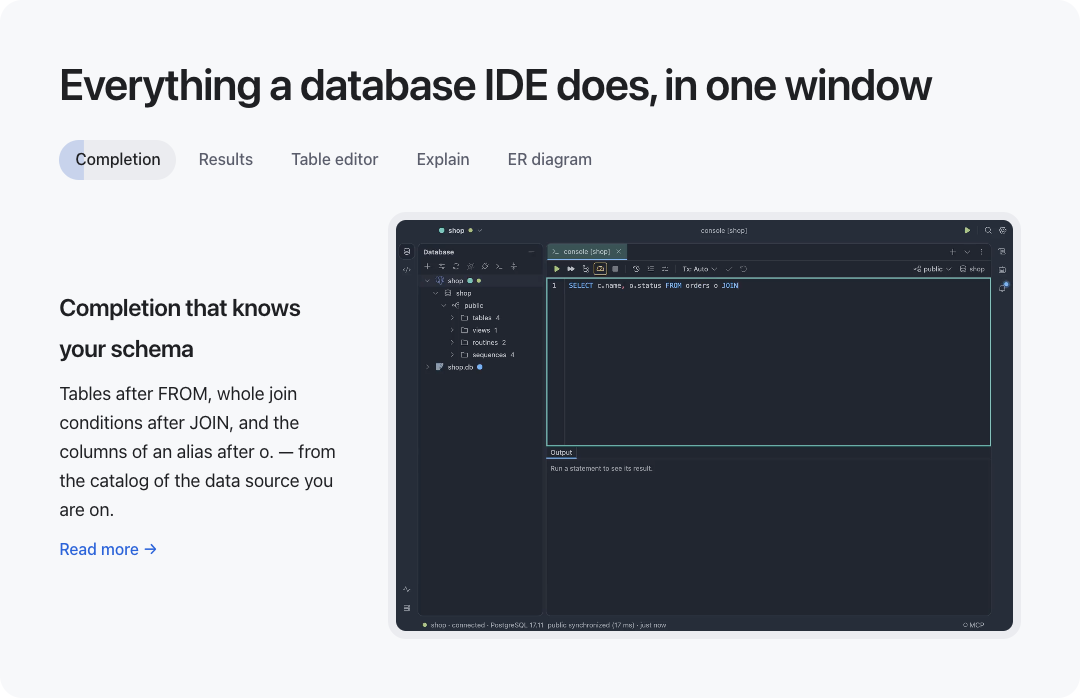 Everything a database IDE does, in one window
Completion
Results
Table editor
Explain
ER diagram
Completion that knows
your schema
Tables after FROM, whole join
conditions after JOIN, and the
columns of an alias after o. — from
the catalog of the data source you
are on.
Read more →
shop
console [shop]
Database
console [shop]
Tx: Auto
public
shop
shop
shop
public
tables 4
views 1
routines 2
sequences 4
shop.db
1 SELECT c.name, o.status FROM orders o JOIN
Output
Run a statement to see its result.
shop · connected · PostgreSQL 17.11 public synchronized (17 ms) · just now
MCP